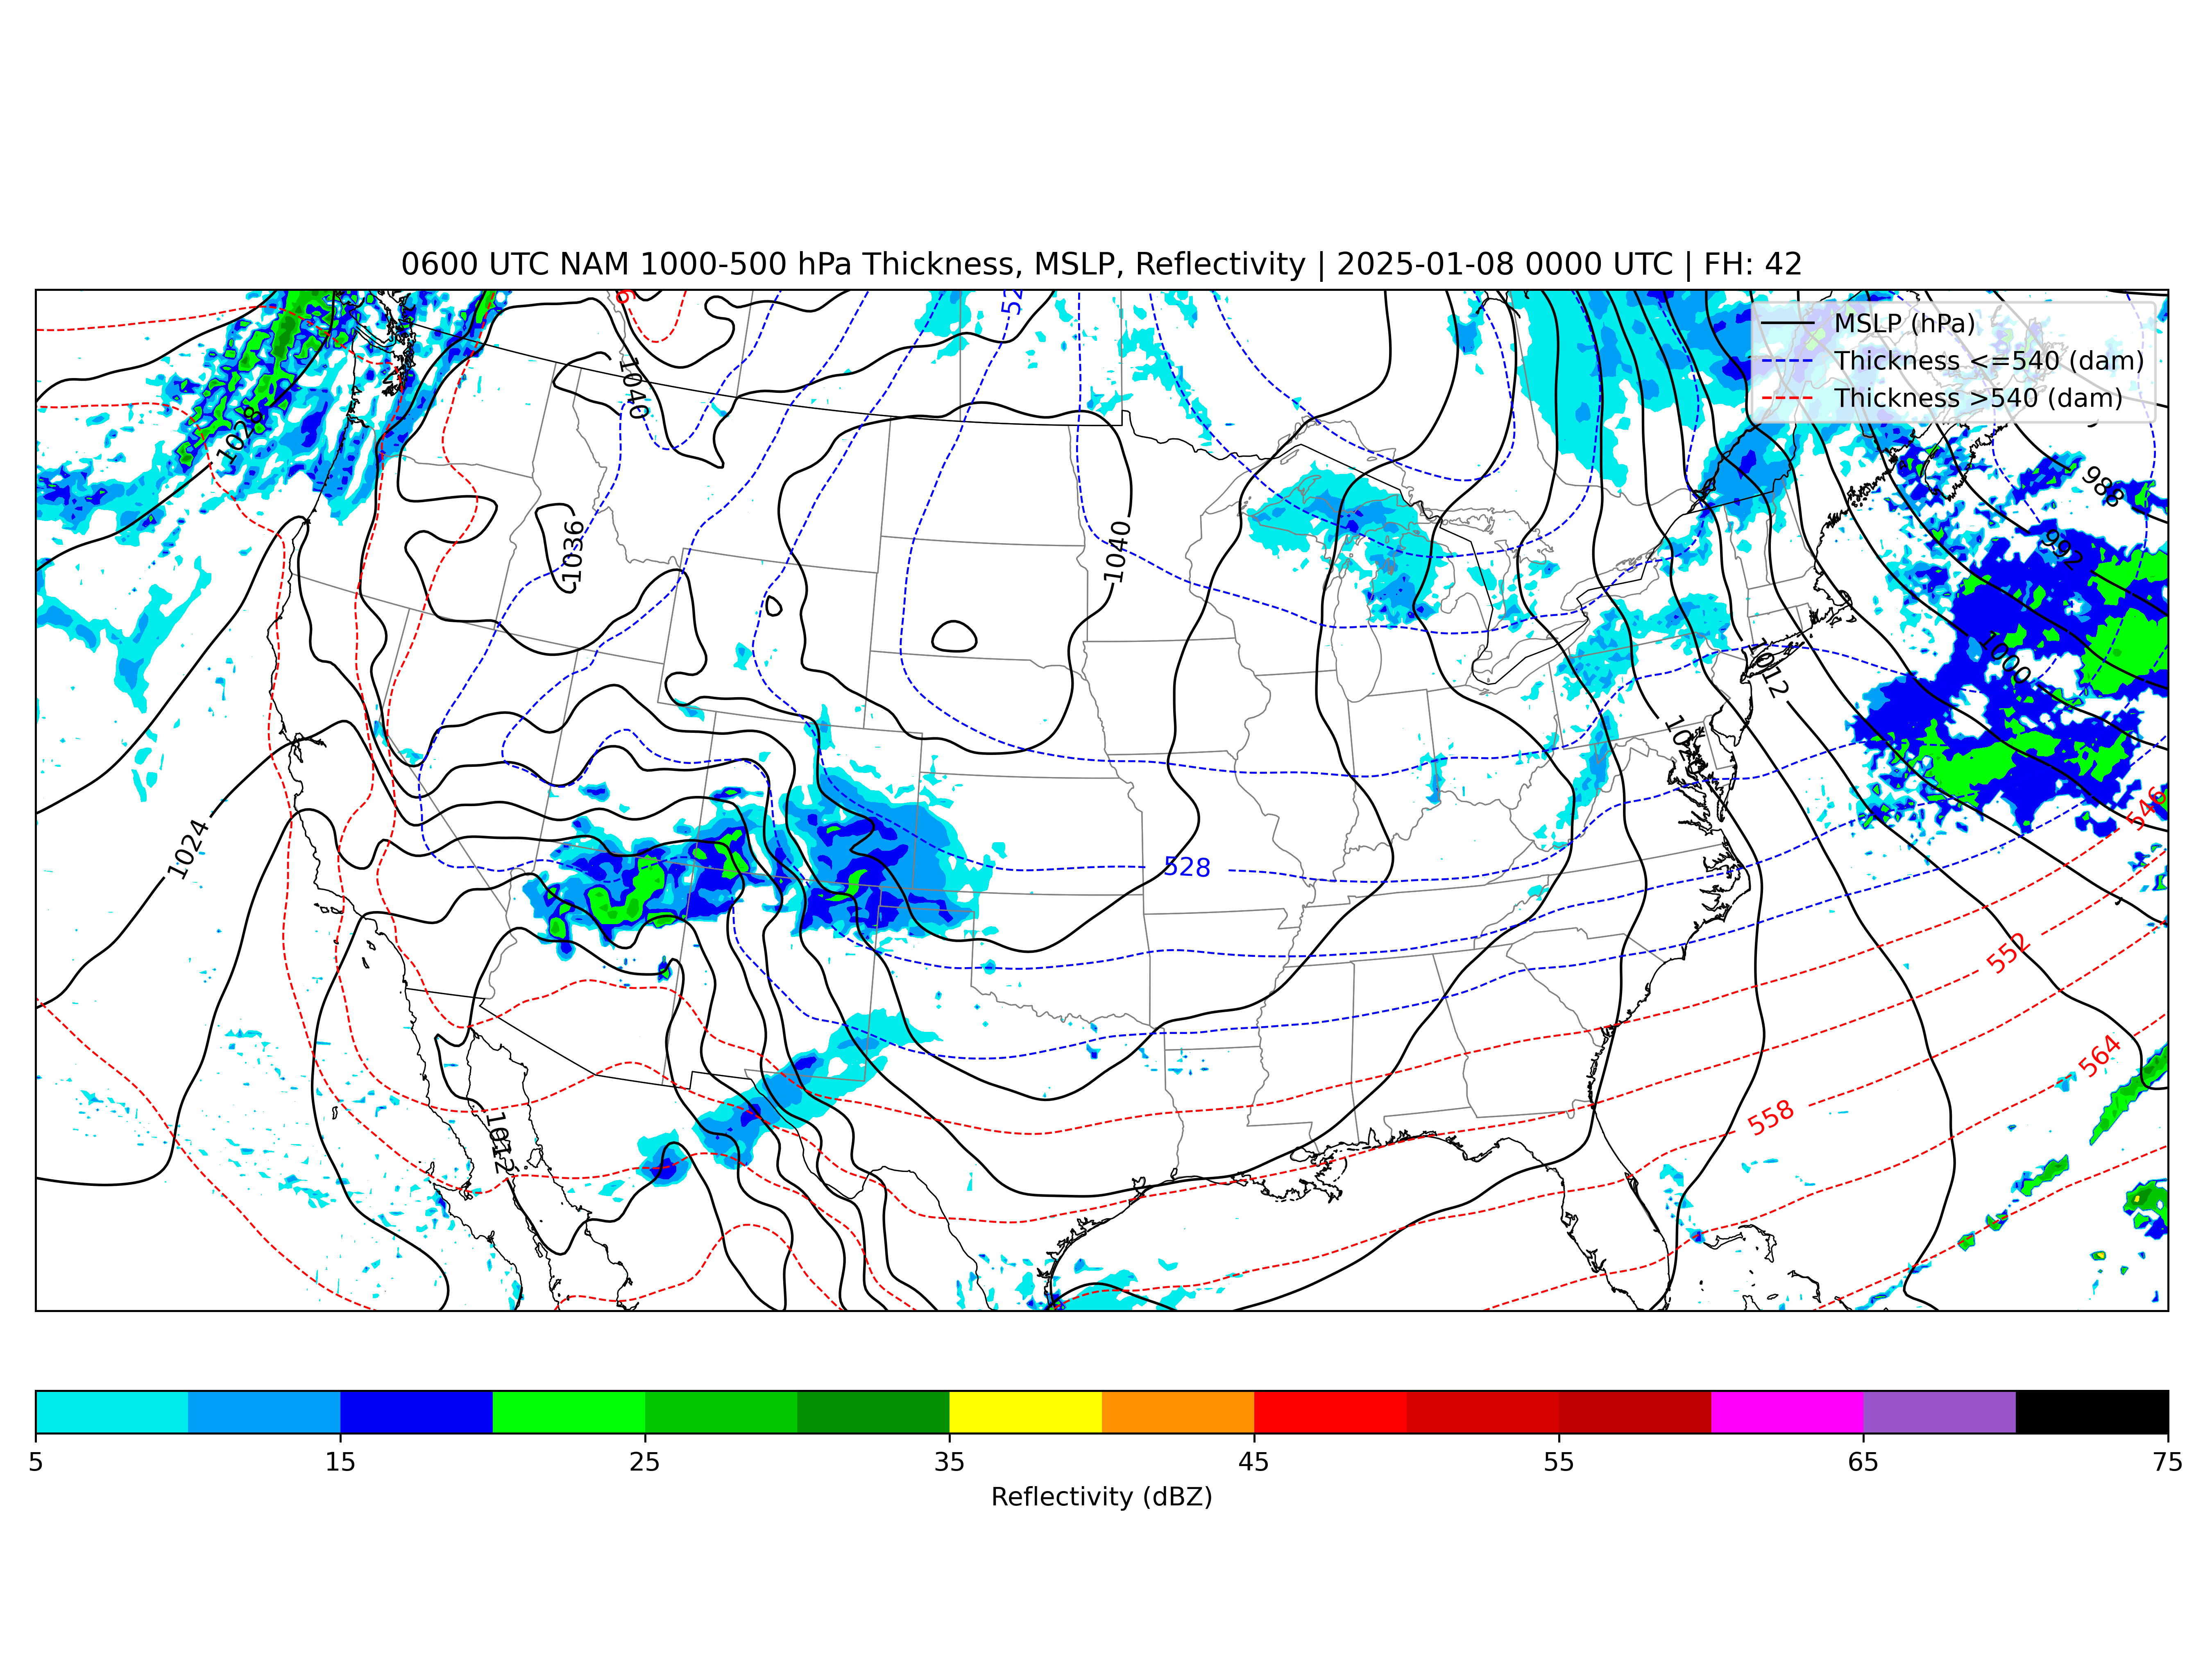 0600 UTC NAM 1000-500 hPa Thickness, MSLP, Reflectivity | 2025-01-08 0000 UTC | FH: 42
MSLP (hPa)
Thickness <=540 (dam)
Thickness >540 (dam)
1040
1028
988
1036
1040
992
1000
1012
1024
546
528
552
564
558
1012
5 15 25 35 45 55 65 75
Reflectivity (dBZ)